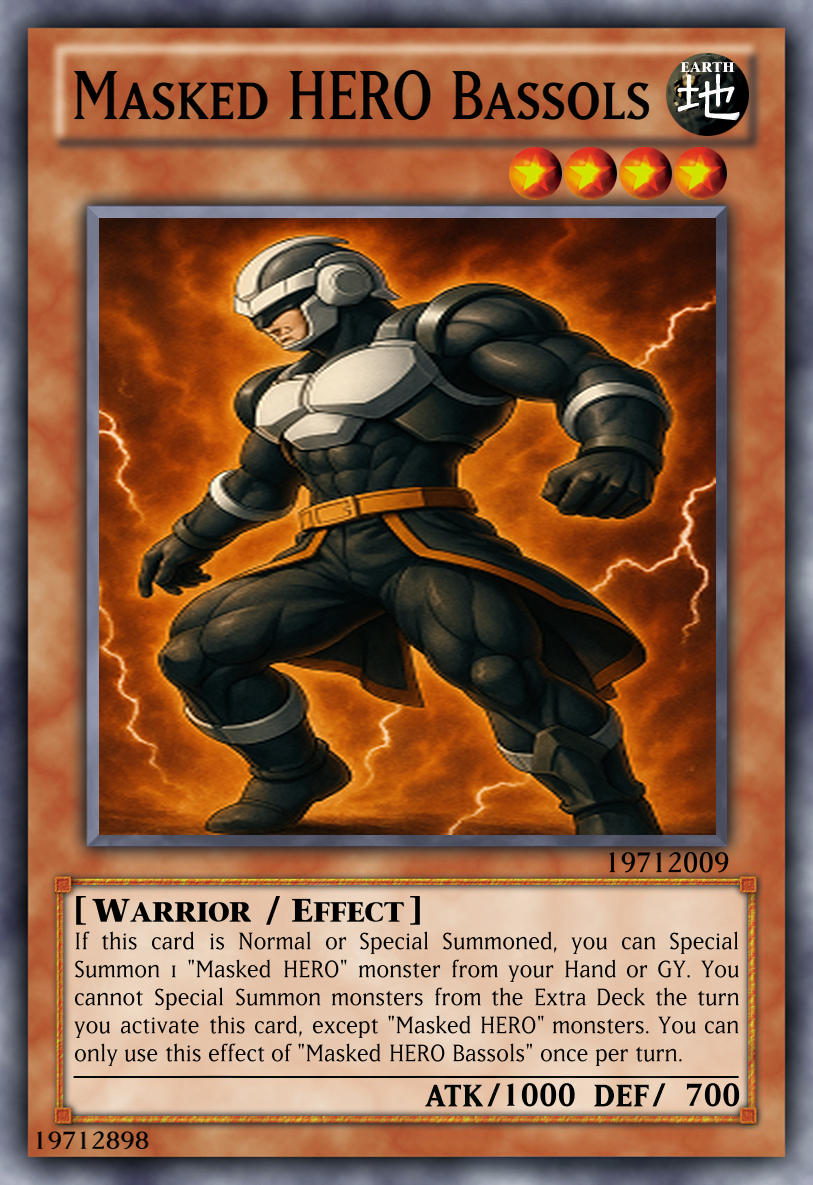 Masked HERO Bassols
EARTH
地
19712009
[ Warrior / Effect ]
If this card is Normal or Special Summoned, you can Special
Summon 1 "Masked HERO" monster from your Hand or GY. You
cannot Special Summon monsters from the Extra Deck the turn
you activate this card, except "Masked HERO" monsters. You can
only use this effect of "Masked HERO Bassols" once per turn.
ATK/1000 DEF/ 700
19712898